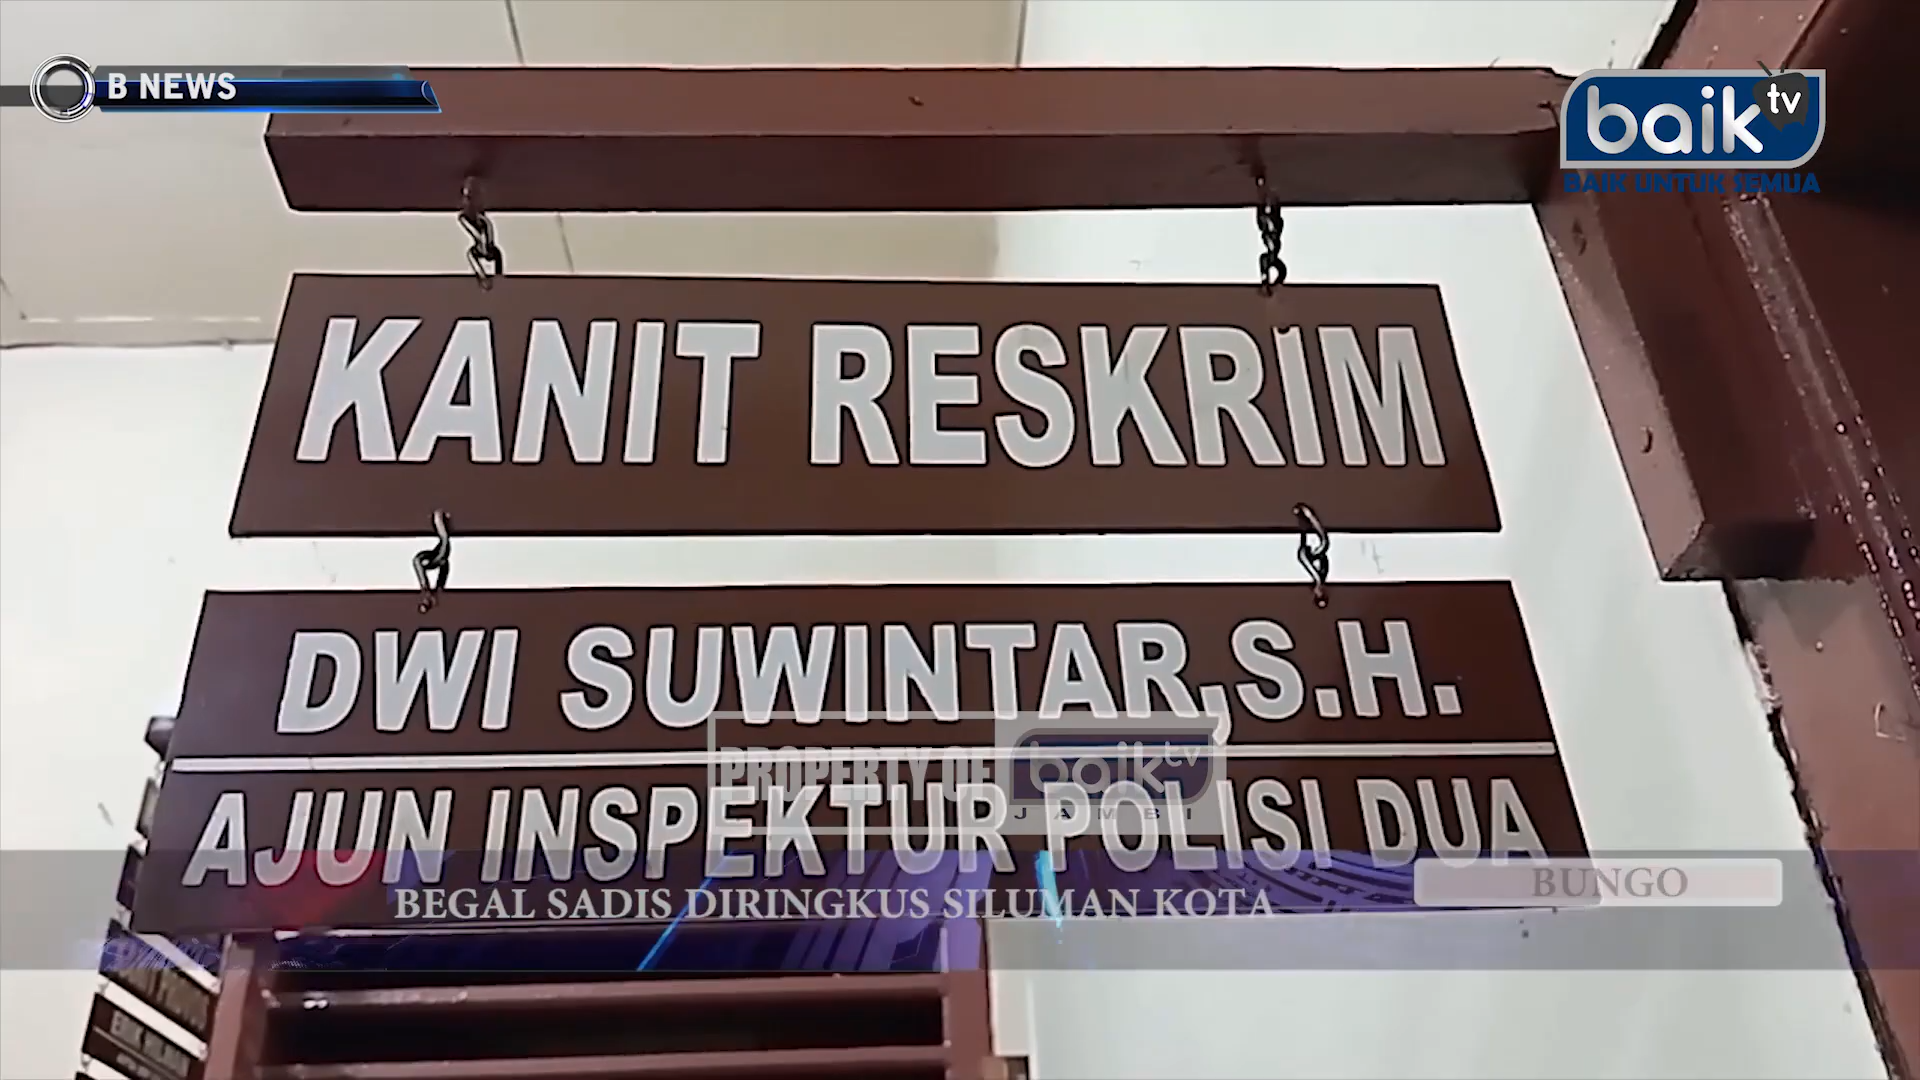 B NEWS
baik tv
BAIK UNTUK SEMUA
KANIT RESKRIM
DWI SUWINTAR,S.H.
PROPERTY OF baik tv
JAMBI
AJUN INSPEKTUR POLISI DUA
BUNGO
BEGAL SADIS DIRINGKUS SILUMAN KOTA